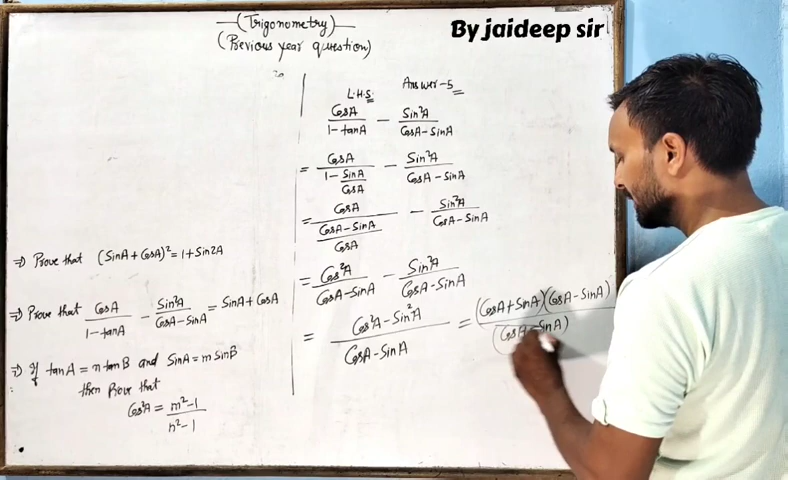 (Trigonometry)
(Previous year question)
By jaideep sir
⇒ Prove that (SinA + CosA)² = 1 + Sin2A
⇒ Prove that CosA/1 - tanA - Sin²A/CosA - SinA = SinA + CosA
⇒ If tanA = n tanB and SinA = m SinB
then Prove that
Cos²A = m² - 1/n² - 1
L.H.S. Answer - 5
CosA/1 - tanA - Sin²A/CosA - SinA
= CosA/1 - SinA/CosA - Sin²A/CosA - SinA
= CosA/CosA - SinA/CosA - Sin²A/CosA - SinA
= Cos²A/CosA - SinA - Sin²A/CosA - SinA
= Cos²A - Sin²A/CosA - SinA = (CosA + SinA)(CosA - SinA)/(CosA - SinA)